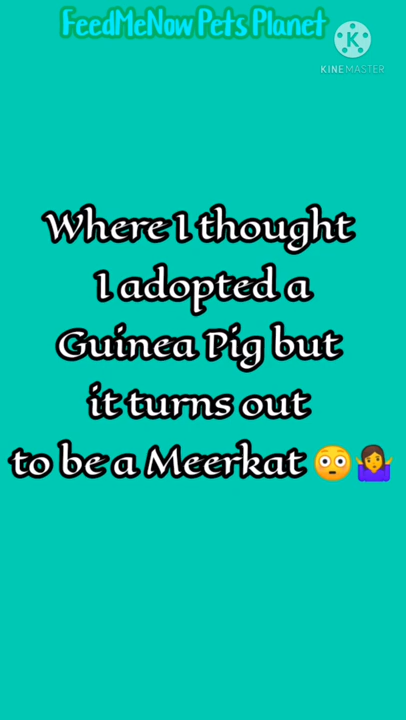 FeedMeNow Pets Planet
KINEMASTER
Where I thought
I adopted a
Guinea Pig but
it turns out
to be a Meerkat 😳🤷‍♀️